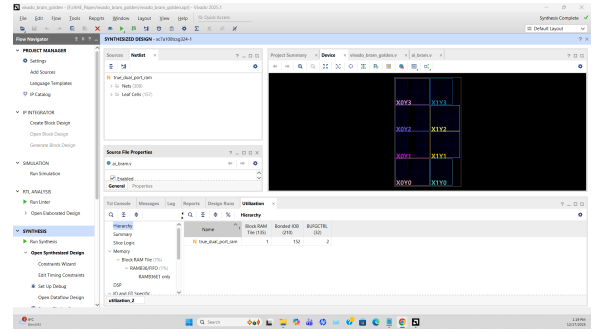 File Edit Flow Tools Reports Window Layout View Help Quick Access
Synthesis Complete
Default Layout
Flow Navigator
SYNTHESIZED DESIGN - xc7a100tcsg324-1
PROJECT MANAGER
Settings
Add Sources
Language Templates
IP Catalog
IP INTEGRATOR
Create Block Design
Open Block Design
Generate Block Design
SIMULATION
Run Simulation
RTL ANALYSIS
Run Linter
Open Elaborated Design
SYNTHESIS
Run Synthesis
Open Synthesized Design
Constraints Wizard
Edit Timing Constraints
Set Up Debug
Open Dataflow Design
Sources Netlist
true_dual_port_ram
Nets
Leaf Cells (157)
Source File Properties
ai_bram.v
Enabled
General Properties
Project Summary Device vivado_bram_golden.v ai_bram.v
X0Y3 X1Y3
X0Y2 X1Y2
X0Y1 X1Y1
X0Y0 X1Y0
Tcl Console Messages Log Reports Design Runs Utilization
Hierarchy
Hierarchy
Summary
Slice Logic
Memory
Block RAM Tile (1%)
RAMB36/FIFO (1%)
RAMB36E1 only
DSP
IO and GT Specific
Name Block RAM Tile (135) Bonded IOB (210) BUFGCTRL (32)
true_dual_port_ram 1 152 2
utilization_2
Search